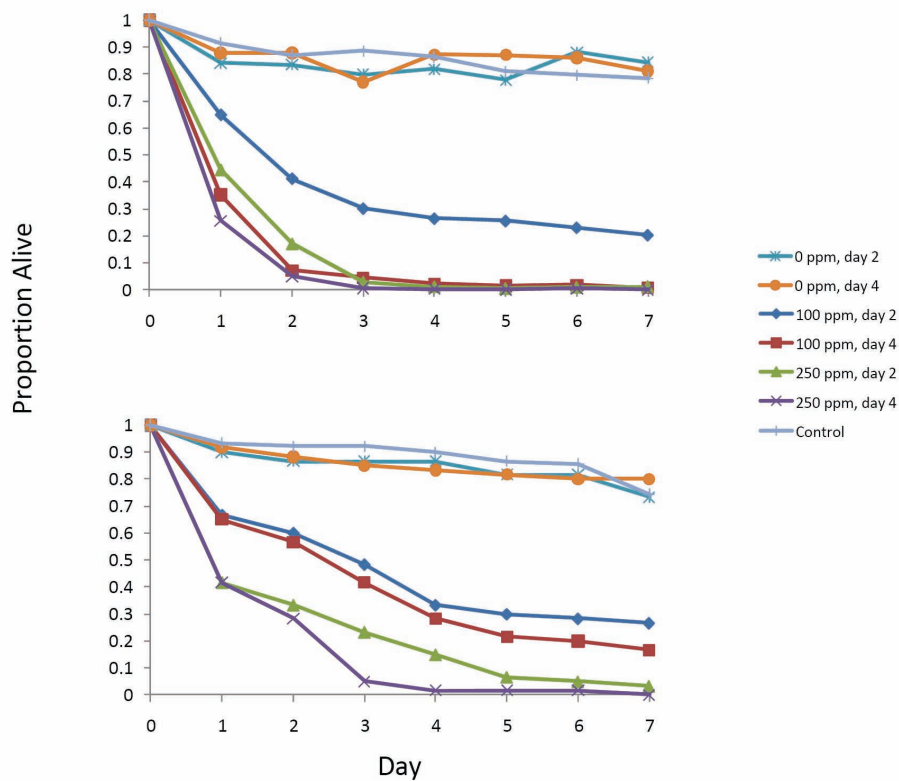 Proportion Alive
1
0.9
0.8
0.7
0.6
0.5
0.4
0.3
0.2
0.1
0
0 1 2 3 4 5 6 7
0 ppm, day 2
0 ppm, day 4
100 ppm, day 2
100 ppm, day 4
250 ppm, day 2
250 ppm, day 4
Control
1
0.9
0.8
0.7
0.6
0.5
0.4
0.3
0.2
0.1
0
0 1 2 3 4 5 6 7
Day